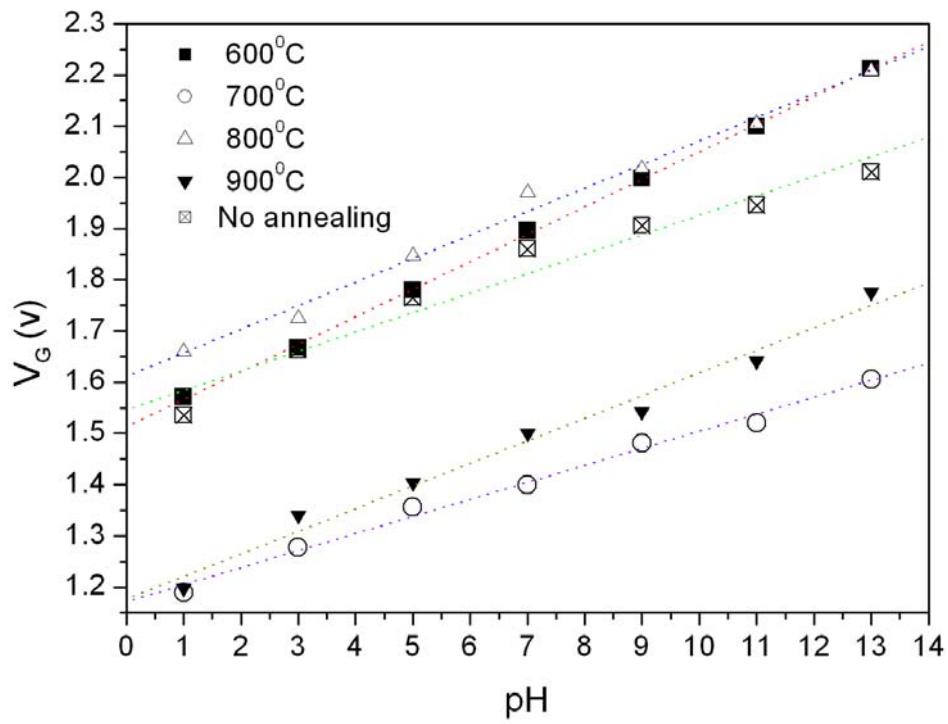 2.3
2.2
2.1
2.0
1.9
1.8
1.7
1.6
1.5
1.4
1.3
1.2
V_G (v)
600⁰C
700⁰C
800⁰C
900⁰C
No annealing
0 1 2 3 4 5 6 7 8 9 10 11 12 13 14
pH